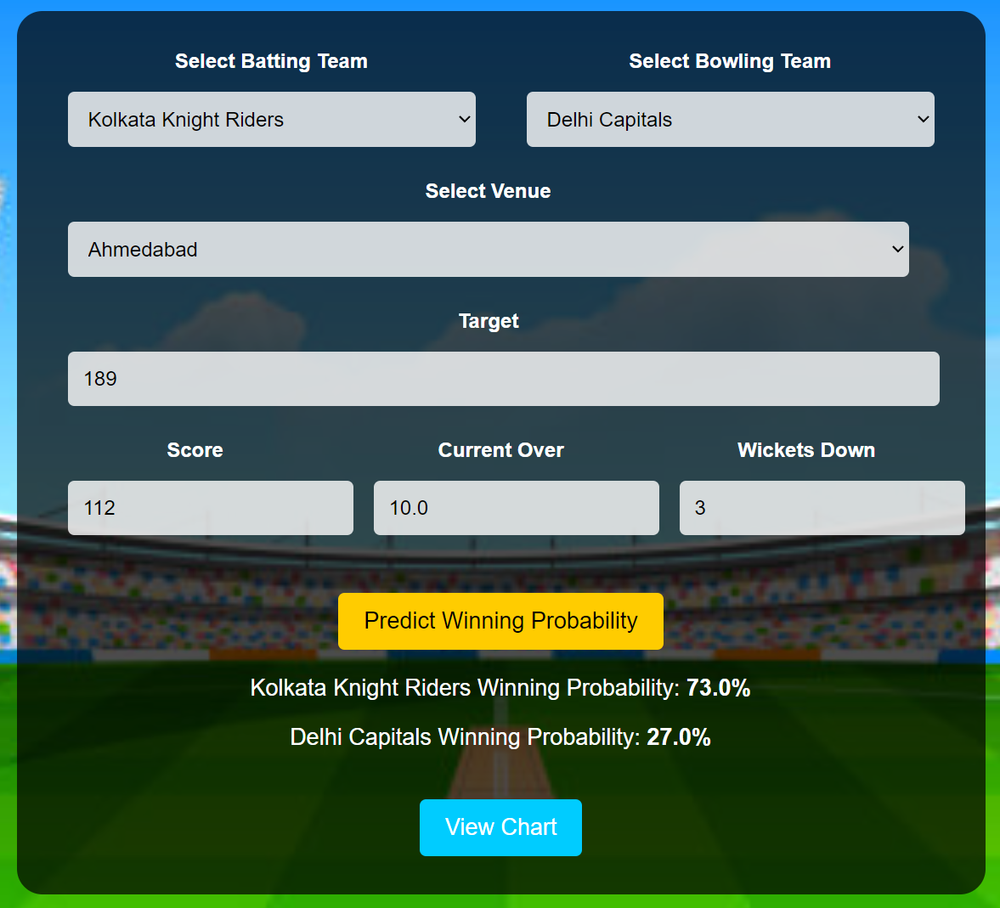 Select Batting Team
Select Bowling Team
Kolkata Knight Riders
Delhi Capitals
Select Venue
Ahmedabad
Target
189
Score
Current Over
Wickets Down
112
10.0
3
Predict Winning Probability
Kolkata Knight Riders Winning Probability: 73.0%
Delhi Capitals Winning Probability: 27.0%
View Chart